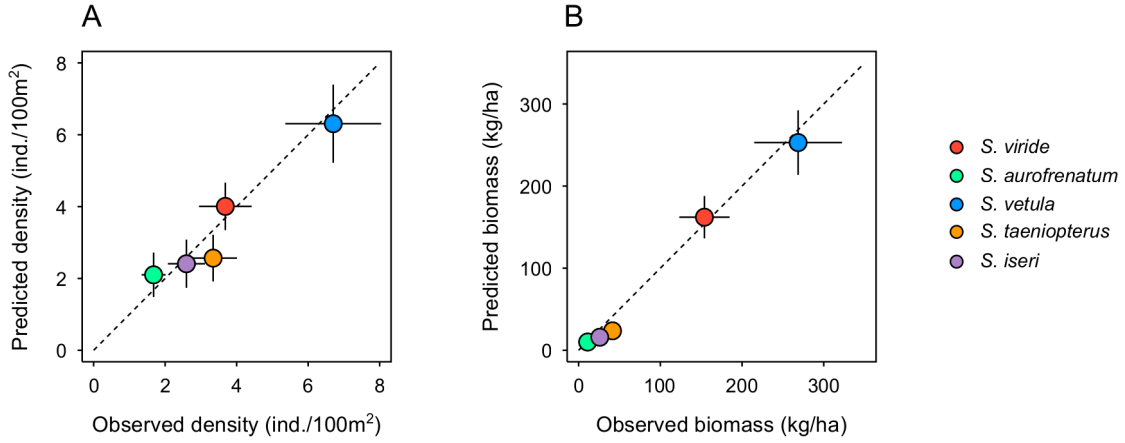 A
Predicted density (ind./100m²)
8
6
4
2
0
0 2 4 6 8
Observed density (ind./100m²)
B
Predicted biomass (kg/ha)
300
200
100
0
0 100 200 300
Observed biomass (kg/ha)
S. viride
S. aurofrenatum
S. vetula
S. taeniopterus
S. iseri